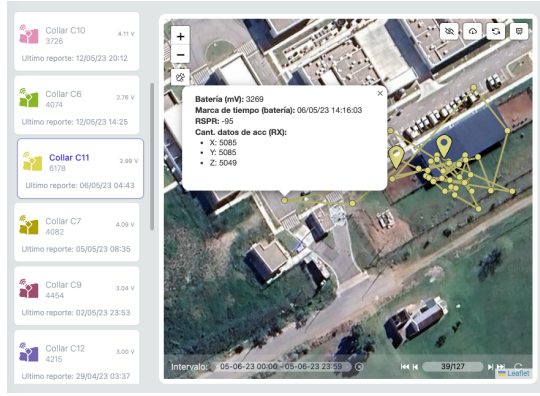 Collar C10
4.11 V
3726
Ultimo reporte: 12/05/23 20:12
Collar C6
2.76 V
4074
Ultimo reporte: 12/05/23 14:25
Collar C11
2.99 V
6178
Ultimo reporte: 06/05/23 04:43
Collar C7
4.09 V
4082
Ultimo reporte: 05/05/23 08:35
Collar C9
3.04 V
4454
Ultimo reporte: 02/05/23 23:53
Collar C12
3.00 V
4215
Ultimo reporte: 29/04/23 03:37
+
−
×
Batería (mV): 3269
Marca de tiempo (batería): 06/05/23 14:16:03
RSPR: -95
Cant. datos de acc (RX):
• X: 5085
• Y: 5085
• Z: 5049
Intervalo: 05-06-23 00:00 - 05-06-23 23:59
39/127
Leaflet